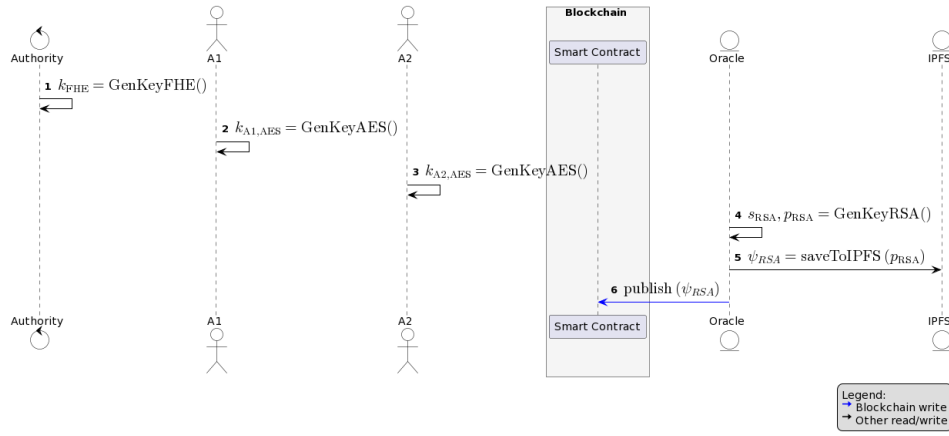 Blockchain
Authority A1 A2 Smart Contract Oracle IPFS
1 k_FHE = GenKeyFHE()
2 k_A1,AES = GenKeyAES()
3 k_A2,AES = GenKeyAES()
4 s_RSA, p_RSA = GenKeyRSA()
5 ψ_RSA = saveToIPFS (p_RSA)
6 publish (ψ_RSA)
Authority A1 A2 Smart Contract Oracle IPFS
Legend:
→ Blockchain write
→ Other read/write